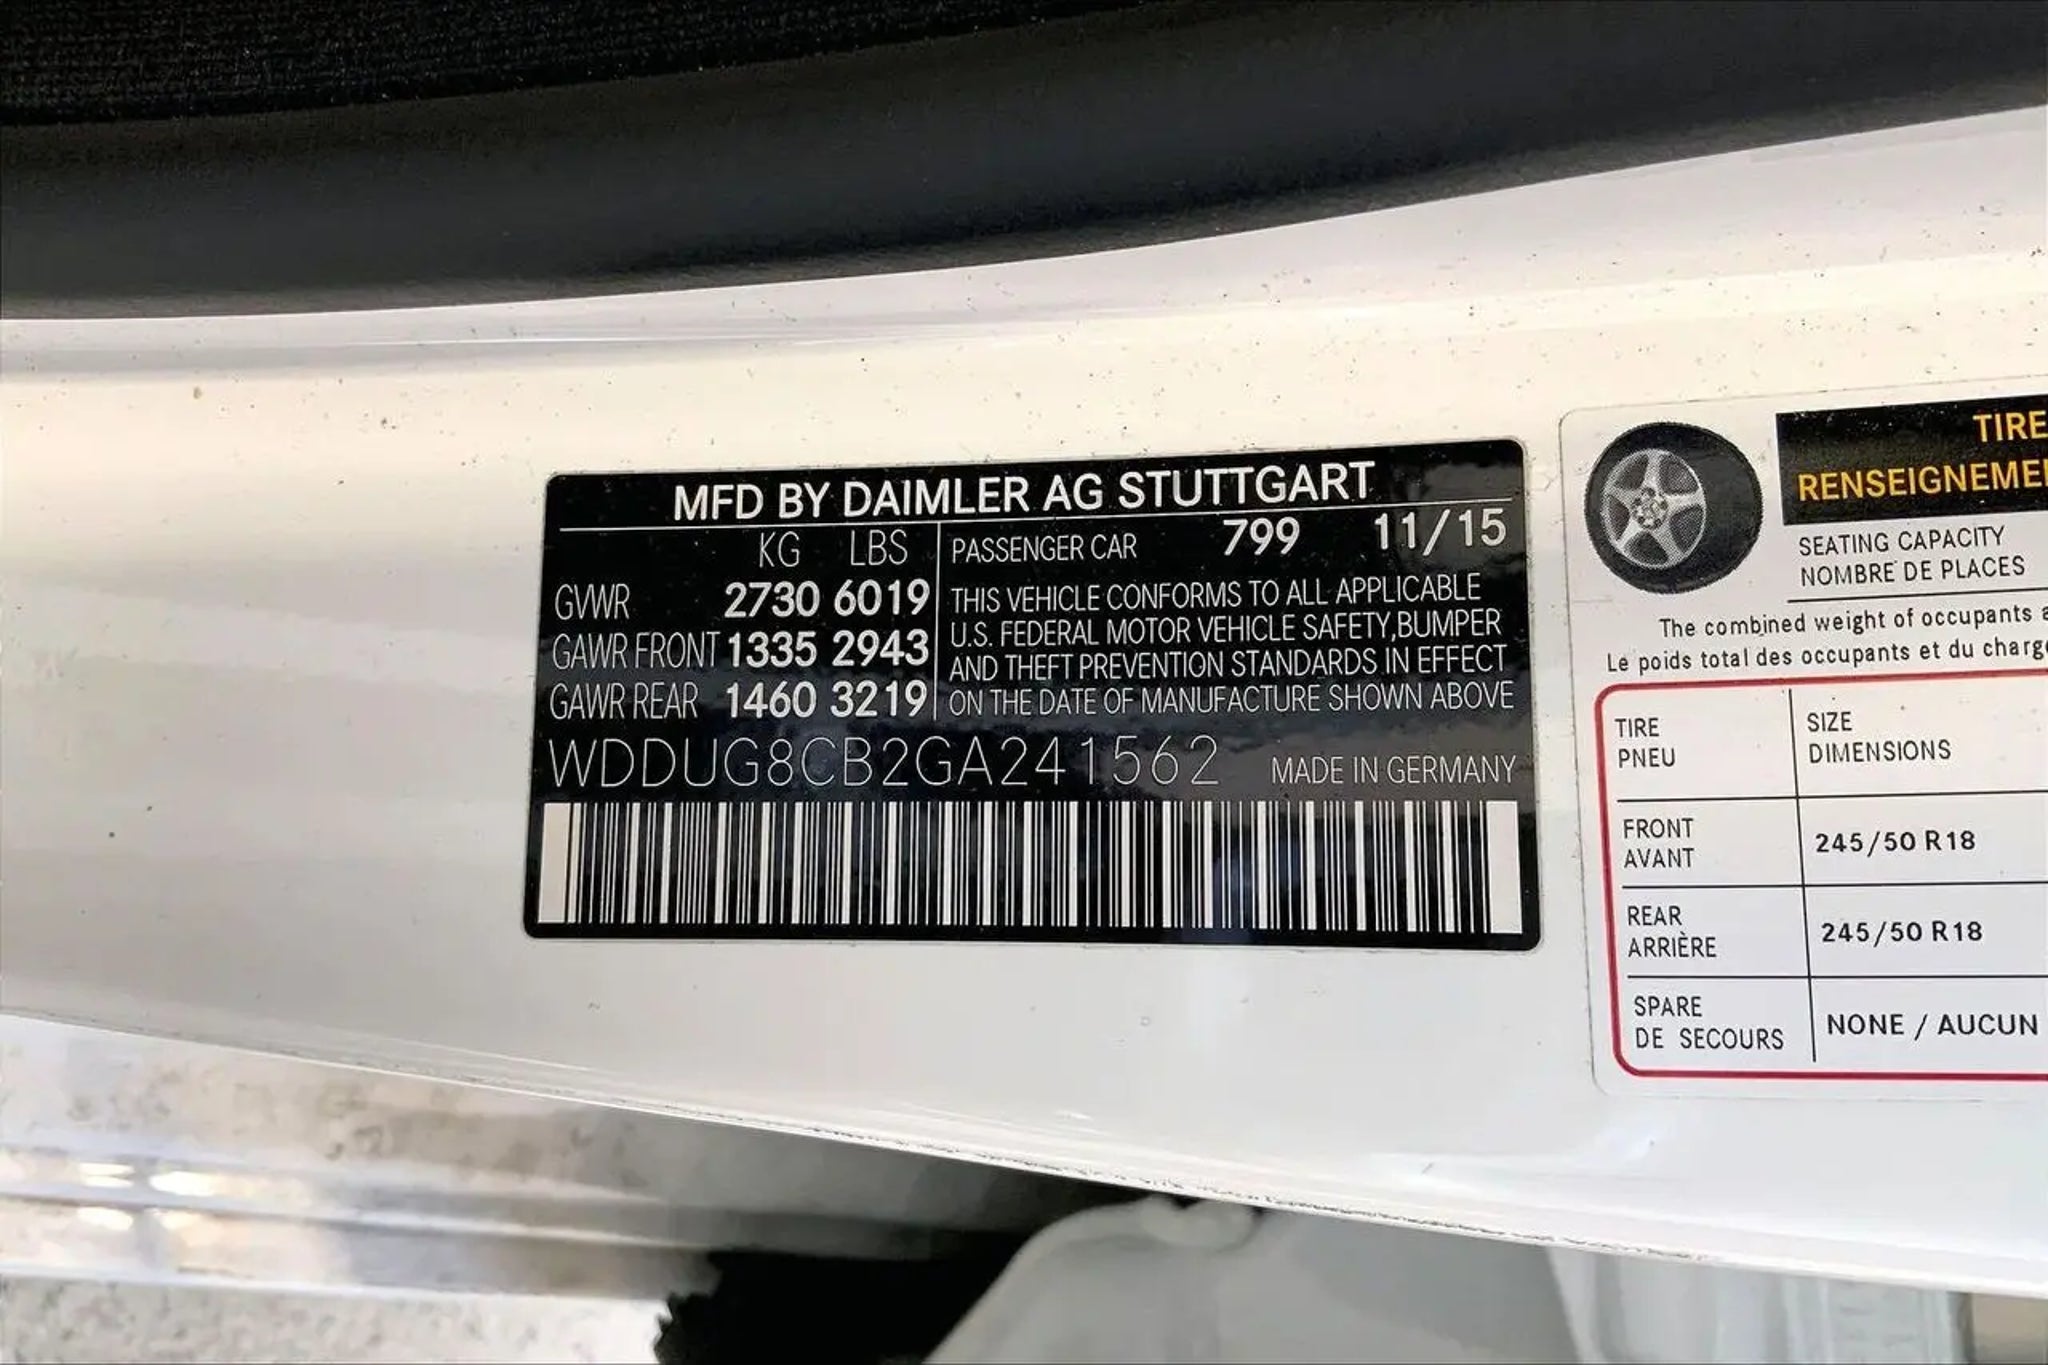 MFD BY DAIMLER AG STUTTGART
KG LBS
GVWR 2730 6019
GAWR FRONT 1335 2943
GAWR REAR 1460 3219
PASSENGER CAR 799 11/15
THIS VEHICLE CONFORMS TO ALL APPLICABLE
U.S. FEDERAL MOTOR VEHICLE SAFETY,BUMPER
AND THEFT PREVENTION STANDARDS IN EFFECT
ON THE DATE OF MANUFACTURE SHOWN ABOVE
WDDUG8CB2GA241562 MADE IN GERMANY
TIRE
SEATING CAPACITY
NOMBRE DE PLACES
The combined weight of occupants
Le poids total des occupants et du
TIRE
PNEU
SIZE
DIMENSIONS
FRONT
AVANT
245/50 R18
REAR
ARRIÈRE
245/50 R18
SPARE
DE SECOURS
NONE / AUCUN